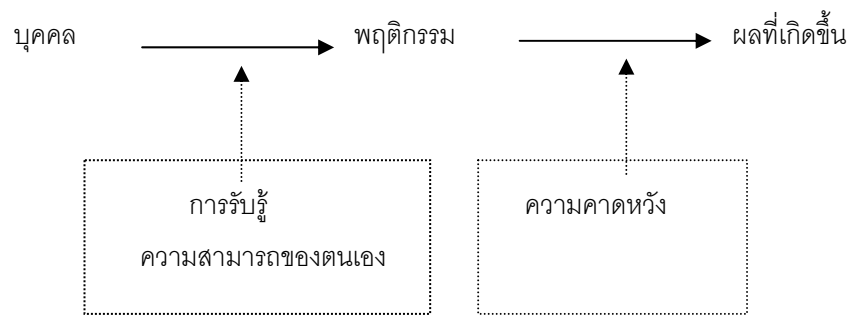 บุคคล พฤติกรรม ผลที่เกิดขึ้น
การรับรู้
ความสามารถของตนเอง
ความคาดหวัง